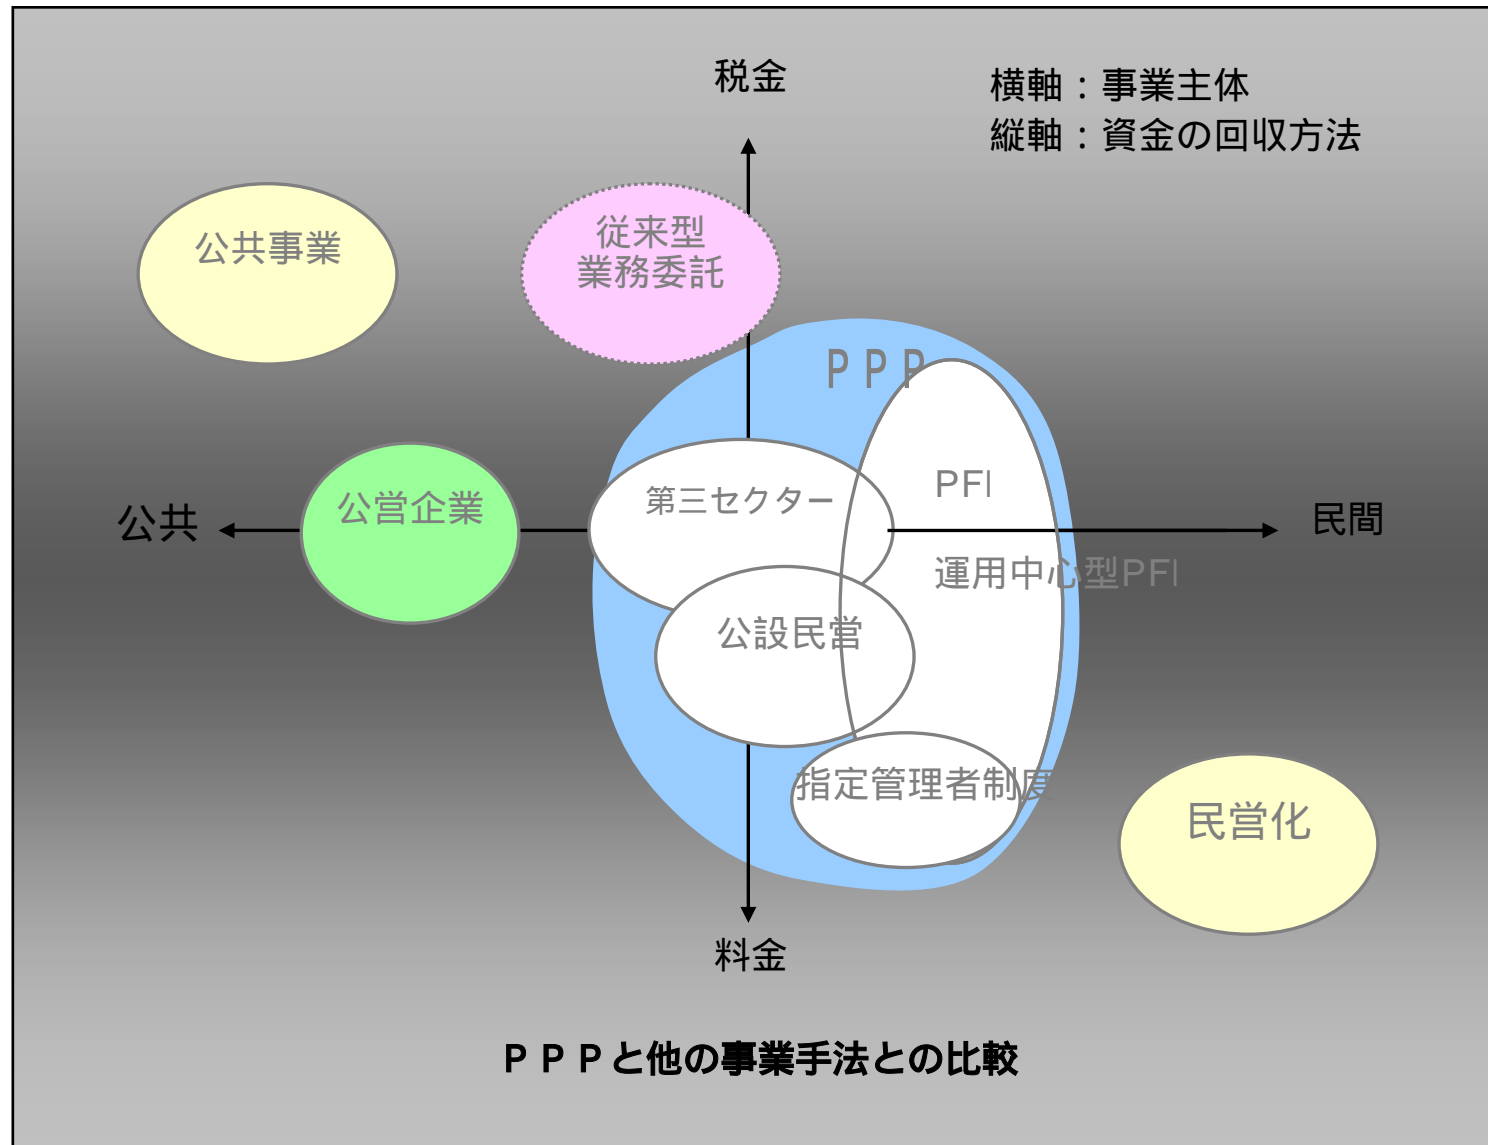 税金
横軸：事業主体
縦軸：資金の回収方法
公共事業
従来型
業務委託
ＰＰＰ
公共
公営企業
第三セクター
PFI
民間
運用中心型PFI
公設民営
指定管理者制度
民営化
料金
ＰＰＰと他の事業手法との比較